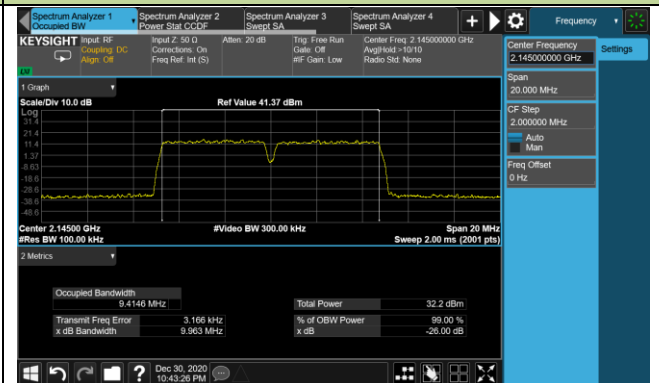 Spectrum Analyzer 1
Occupied BW
Spectrum Analyzer 2
Power Stat CCDF
Spectrum Analyzer 3
Swept SA
Spectrum Analyzer 4
Swept SA
Frequency
KEYSIGHT
Input: RF
Coupling: DC
Align: Off
Input Z: 50 Ω
Corrections: On
Freq Ref: Int (S)
Atten: 20 dB
Trig: Free Run
Gate: Off
#IF Gain: Low
Center Freq: 2.145000000 GHz
Avg|Hold:>10/10
Radio Std: None
Center Frequency
2.145000000 GHz
Settings
Span
20.000 MHz
CF Step
2.000000 MHz
Auto
Man
Freq Offset
0 Hz
1 Graph
Scale/Div 10.0 dB
Ref Value 41.37 dBm
Log
31.4
21.4
11.4
1.37
-8.63
-18.6
-28.6
-38.6
-48.6
Center 2.14500 GHz
#Video BW 300.00 kHz
Span 20 MHz
#Res BW 100.00 kHz
Sweep 2.00 ms (2001 pts)
2 Metrics
Occupied Bandwidth
9.4146 MHz
Total Power 32.2 dBm
Transmit Freq Error 3.166 kHz
% of OBW Power 99.00 %
x dB Bandwidth 9.963 MHz
x dB -26.00 dB
Dec 30, 2020
10:43:26 PM